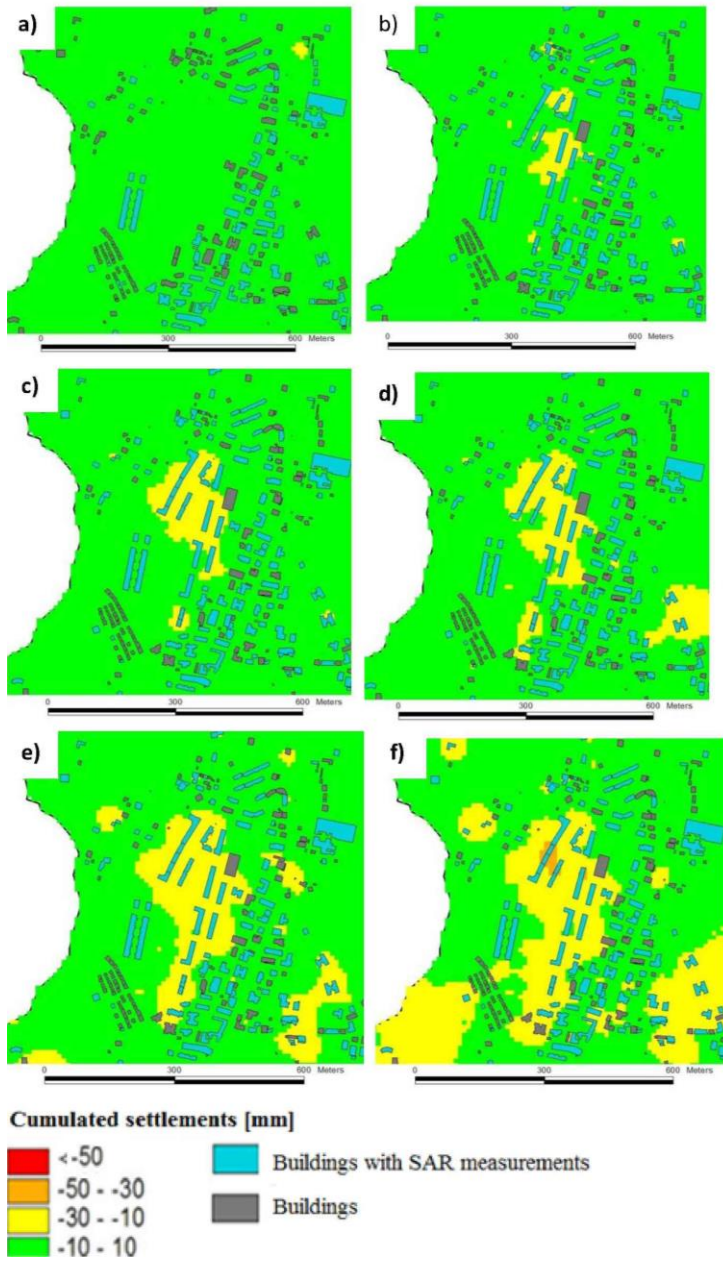 a)
b)
0 300 600 Meters
0 300 600 Meters
c)
d)
0 300 600 Meters
0 300 600 Meters
e)
f)
0 300 600 Meters
0 300 600 Meters
Cumulated settlements [mm]
<-50
-50 - -30
-30 - -10
-10 - 10
Buildings with SAR measurements
Buildings